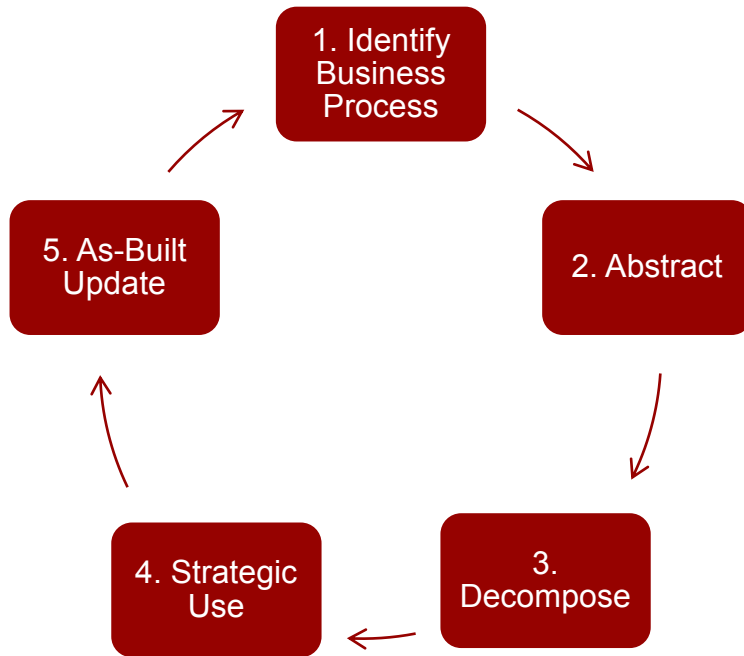 1. Identify
Business
Process
2. Abstract
3.
Decompose
4. Strategic
Use
5. As-Built
Update